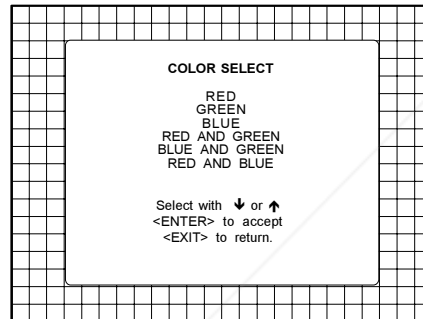 COLOR SELECT
RED
GREEN
BLUE
RED AND GREEN
BLUE AND GREEN
RED AND BLUE
Select with ↓ or ↑
<ENTER> to accept
<EXIT> to return.